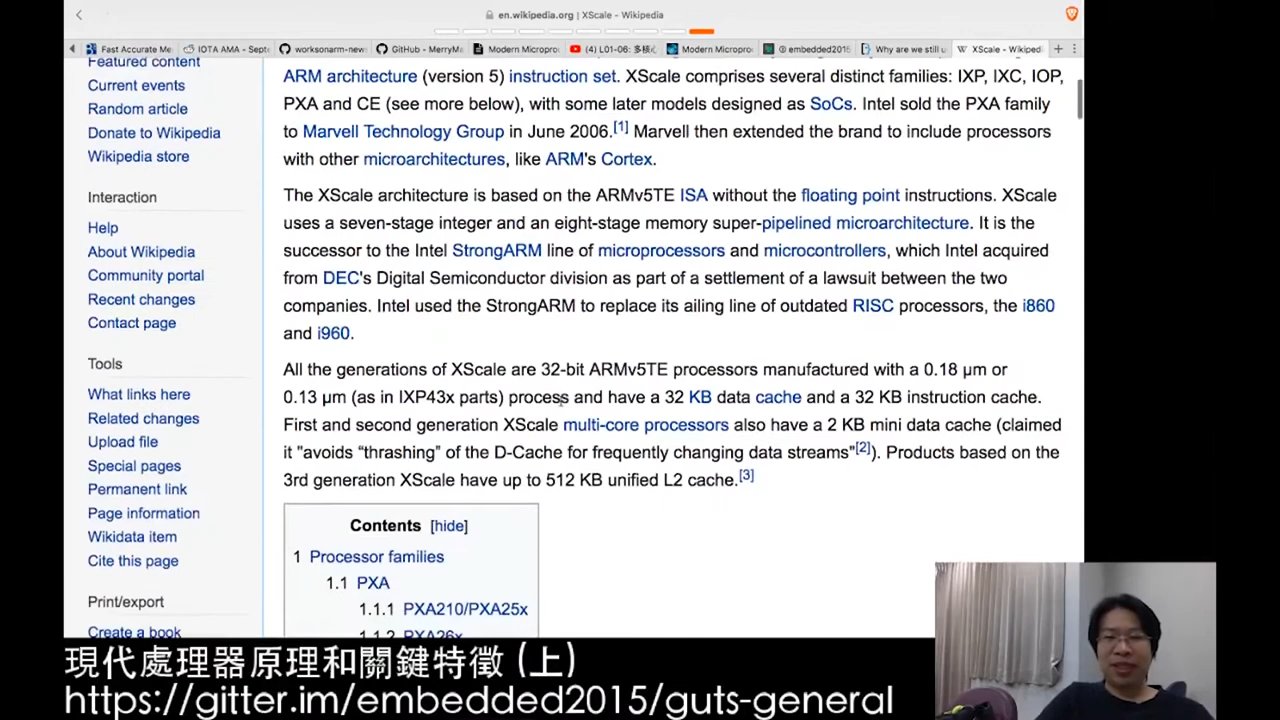 en.wikipedia.org | XScale - Wikipedia
Fast Accurate Me
IOTA AMA - Sept
worksonarm-news
GitHub - MerryMa
Modern Micropro
(4) L01-06: 多核心
Modern Micropro
embedded2015
Why are we still u
XScale - Wikiped
Featured content
Current events
Random article
Donate to Wikipedia
Wikipedia store
Interaction
Help
About Wikipedia
Community portal
Recent changes
Contact page
Tools
What links here
Related changes
Upload file
Special pages
Permanent link
Page information
Wikidata item
Cite this page
Print/export
Create a book
ARM architecture (version 5) instruction set. XScale comprises several distinct families: IXP, IXC, IOP,
PXA and CE (see more below), with some later models designed as SoCs. Intel sold the PXA family
to Marvell Technology Group in June 2006.[1] Marvell then extended the brand to include processors
with other microarchitectures, like ARM's Cortex.
The XScale architecture is based on the ARMv5TE ISA without the floating point instructions. XScale
uses a seven-stage integer and an eight-stage memory super-pipelined microarchitecture. It is the
successor to the Intel StrongARM line of microprocessors and microcontrollers, which Intel acquired
from DEC's Digital Semiconductor division as part of a settlement of a lawsuit between the two
companies. Intel used the StrongARM to replace its ailing line of outdated RISC processors, the i860
and i960.
All the generations of XScale are 32-bit ARMv5TE processors manufactured with a 0.18 μm or
0.13 μm (as in IXP43x parts) process and have a 32 KB data cache and a 32 KB instruction cache.
First and second generation XScale multi-core processors also have a 2 KB mini data cache (claimed
it "avoids “thrashing” of the D-Cache for frequently changing data streams"[2]). Products based on the
3rd generation XScale have up to 512 KB unified L2 cache.[3]
Contents [hide]
1 Processor families
1.1 PXA
1.1.1 PXA210/PXA25x
1.1.2 PXA26x
現代處理器原理和關鍵特徵 (上)
https://gitter.im/embedded2015/guts-general